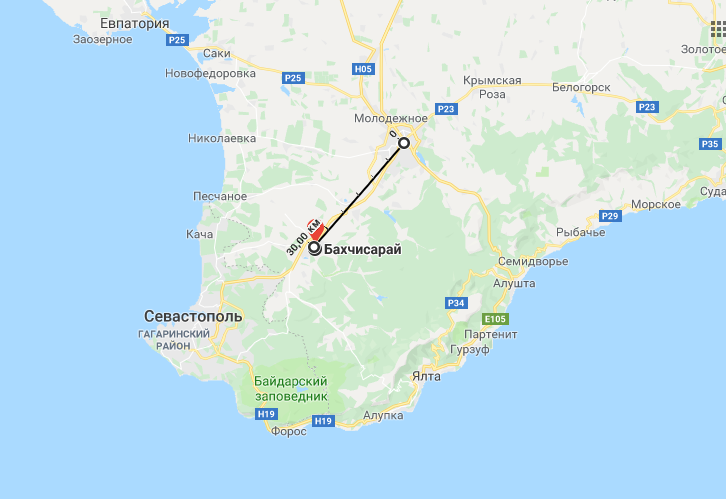 Евпатория
Заозерное
P25
Саки
Новофедоровка
P25
H05
Крымская
Роза
Белогорск
Золотое
P23
P23
Молодежное
0
Николаевка
P35
Песчаное
Суда
Морское
P29
Кача
30,00 км
Бахчисарай
Рыбачье
Семидворье
Алушта
P34
E105
Севастополь
ГАГАРИНСКИЙ
РАЙОН
Партенит
Гурзуф
Ялта
Байдарский
заповедник
H19
H19
Алупка
Форос